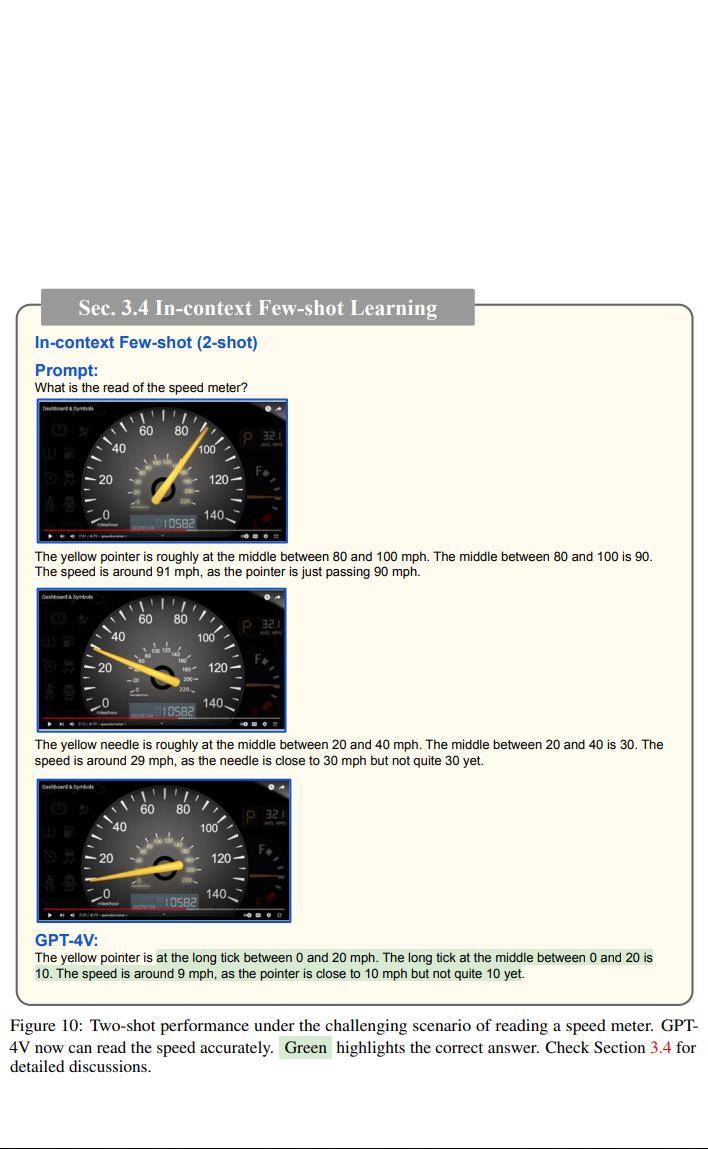 Sec. 3.4 In-context Few-shot Learning
In-context Few-shot (2-shot)
Prompt:
What is the read of the speed meter?
Dashboard & Symbols
60 80
40 100
20 120
0 140
miles/hour
P 32.1
AVG. MPG
F
10582
The yellow pointer is roughly at the middle between 80 and 100 mph. The middle between 80 and 100 is 90.
The speed is around 91 mph, as the pointer is just passing 90 mph.
Dashboard & Symbols
60 80
40 100
20 120
0 140
miles/hour
P 32.1
AVG. MPG
F
10582
The yellow needle is roughly at the middle between 20 and 40 mph. The middle between 20 and 40 is 30. The
speed is around 29 mph, as the needle is close to 30 mph but not quite 30 yet.
Dashboard & Symbols
60 80
40 100
20 120
0 140
miles/hour
P 32.1
AVG. MPG
F
10582
GPT-4V:
The yellow pointer is at the long tick between 0 and 20 mph. The long tick at the middle between 0 and 20 is
10. The speed is around 9 mph, as the pointer is close to 10 mph but not quite 10 yet.
Figure 10: Two-shot performance under the challenging scenario of reading a speed meter. GPT-
4V now can read the speed accurately. Green highlights the correct answer. Check Section 3.4 for
detailed discussions.